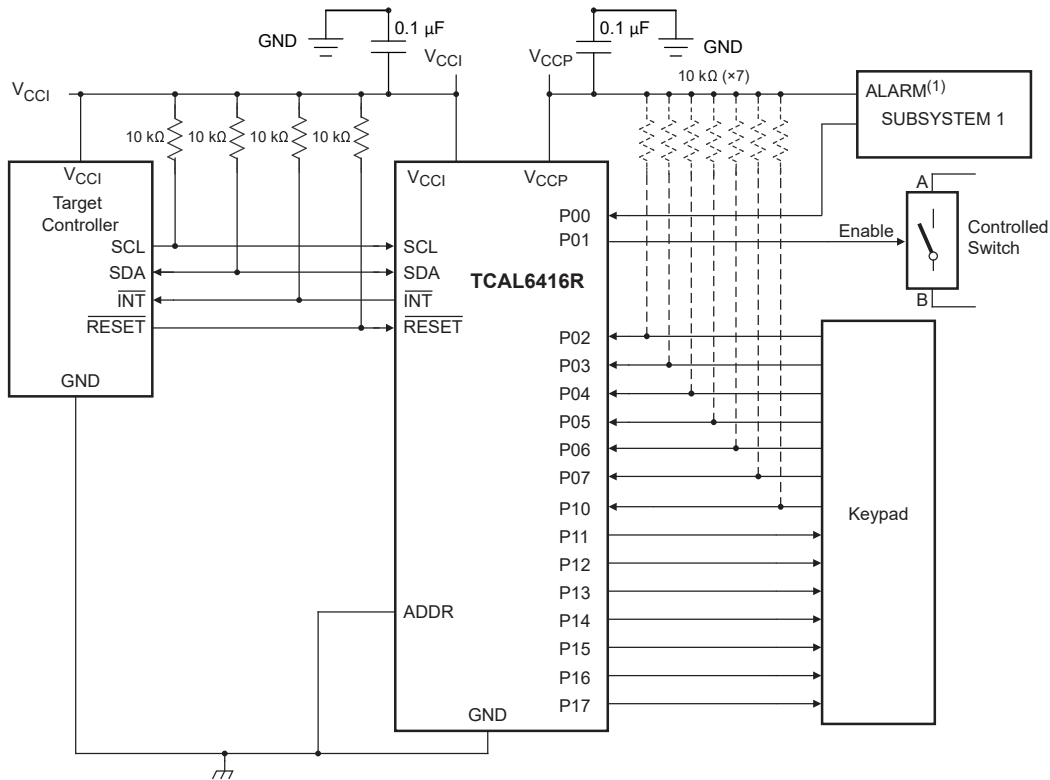 GND
0.1 µF
VCCI
0.1 µF
GND
VCCP
VCCI
10 kΩ (×7)
ALARM(1)
SUBSYSTEM 1
10 kΩ
10 kΩ
10 kΩ
10 kΩ
VCCI
Target
Controller
SCL
SDA
INT
RESET
GND
VCCI
VCCP
SCL
SDA
INT
RESET
TCAL6416R
ADDR
GND
P00
P01
P02
P03
P04
P05
P06
P07
P10
P11
P12
P13
P14
P15
P16
P17
Enable
A
B
Controlled
Switch
Keypad